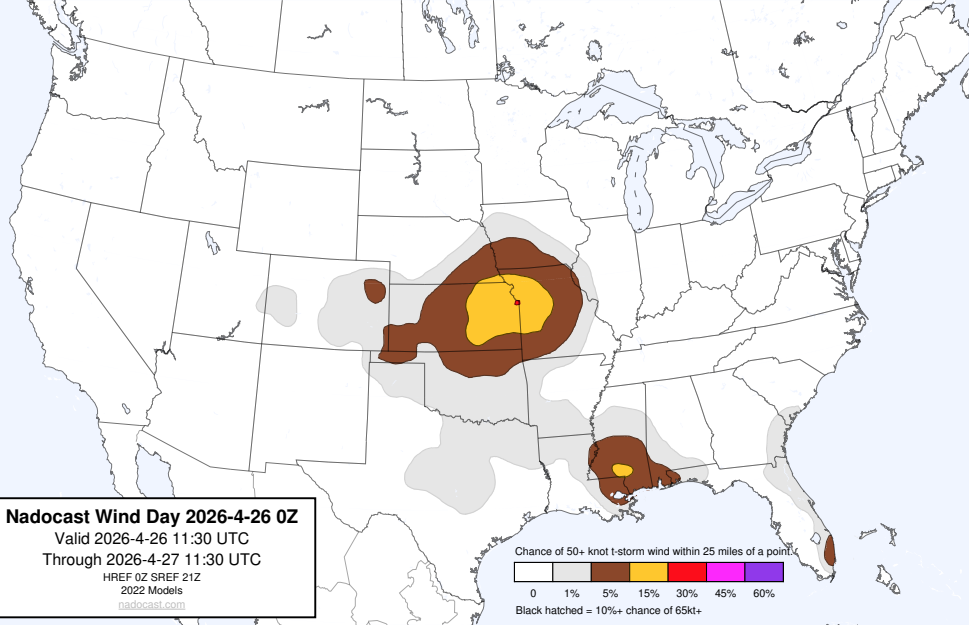 Nadocast Wind Day 2026-4-26 0Z
Valid 2026-4-26 11:30 UTC
Through 2026-4-27 11:30 UTC
HREF 0Z SREF 21Z
2022 Models
nadocast.com
Chance of 50+ knot t-storm wind within 25 miles of a point.
0 1% 5% 15% 30% 45% 60%
Black hatched = 10%+ chance of 65kt+